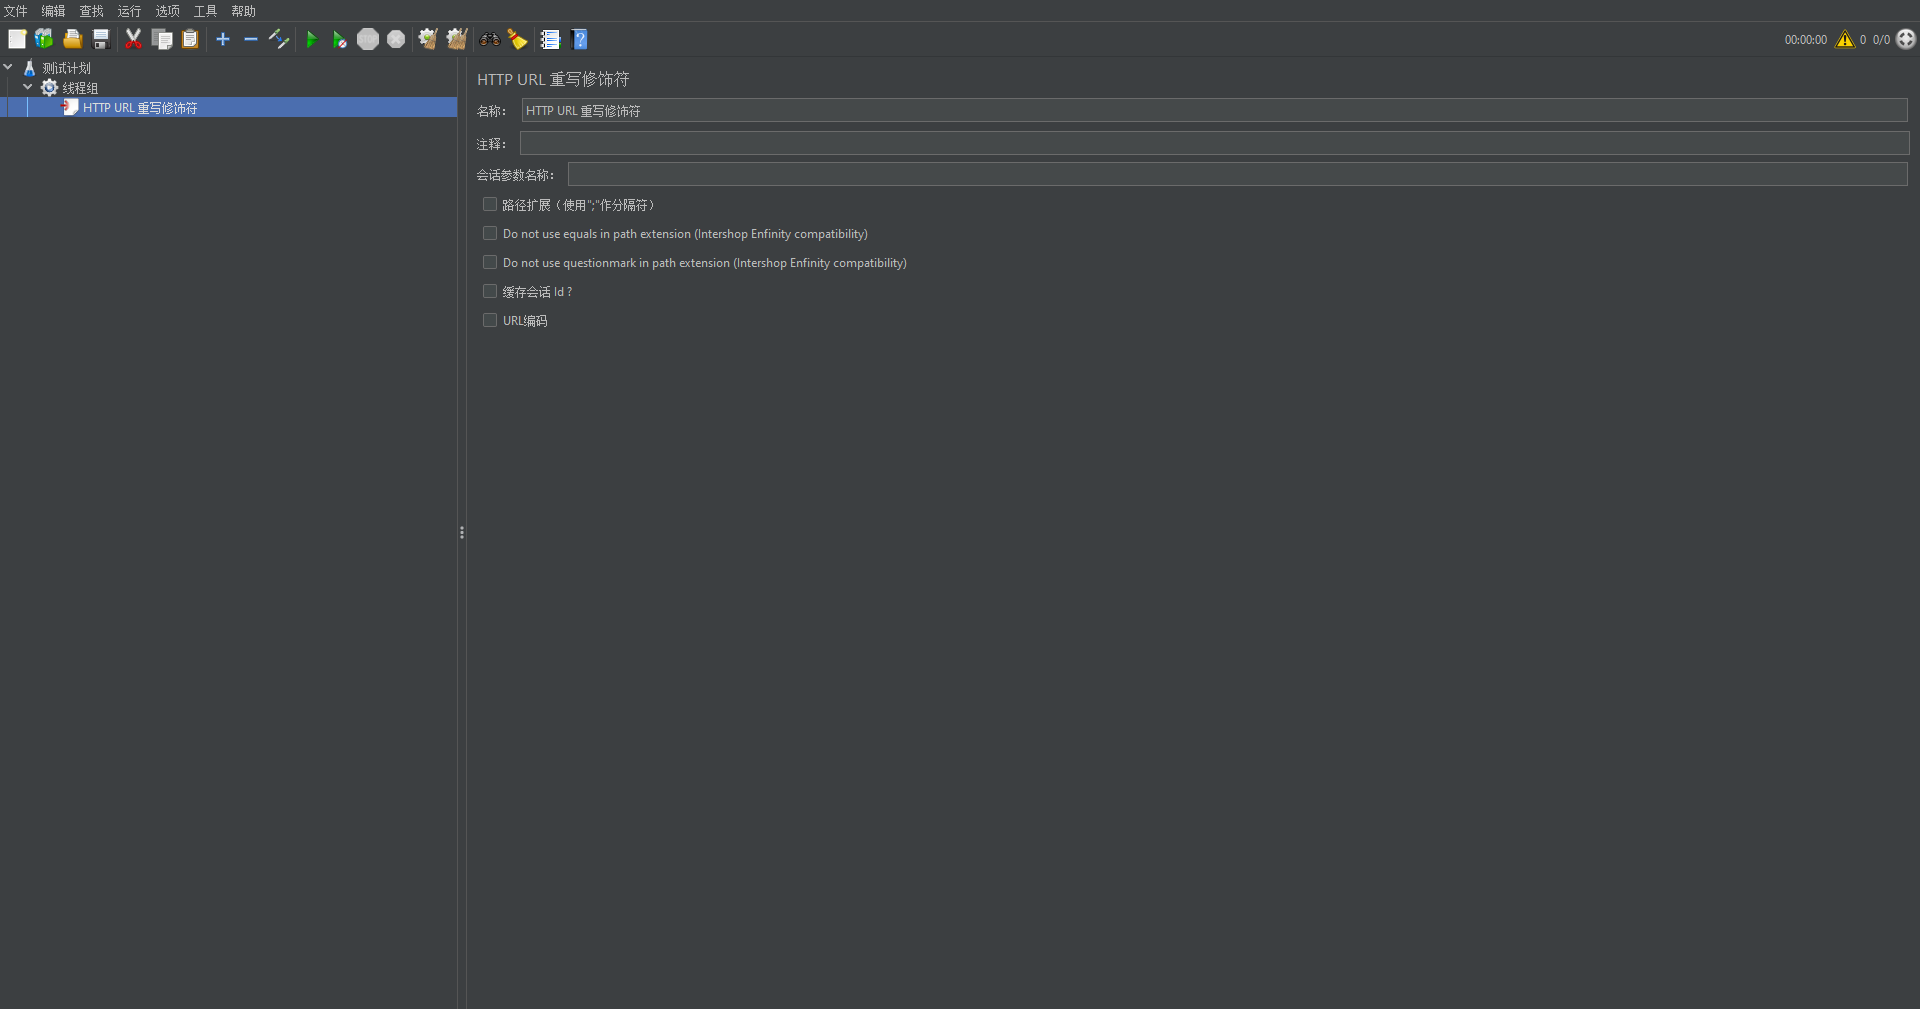 文件 编辑 查找 运行 选项 工具 帮助
00:00:00 0 0/0
测试计划
线程组
HTTP URL 重写修饰符
HTTP URL 重写修饰符
名称： HTTP URL 重写修饰符
注释：
会话参数名称：
路径扩展（使用";"作分隔符）
Do not use equals in path extension (Intershop Enfinity compatibility)
Do not use questionmark in path extension (Intershop Enfinity compatibility)
缓存会话 Id ?
URL编码